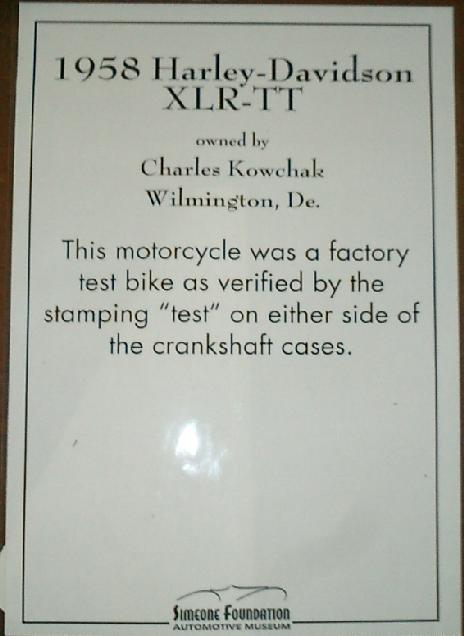 1958 Harley-Davidson
XLR-TT
owned by
Charles Kowchak
Wilmington, De.
This motorcycle was a factory
test bike as verified by the
stamping "test" on either side of
the crankshaft cases.
SIMEONE FOUNDATION
AUTOMOTIVE MUSEUM